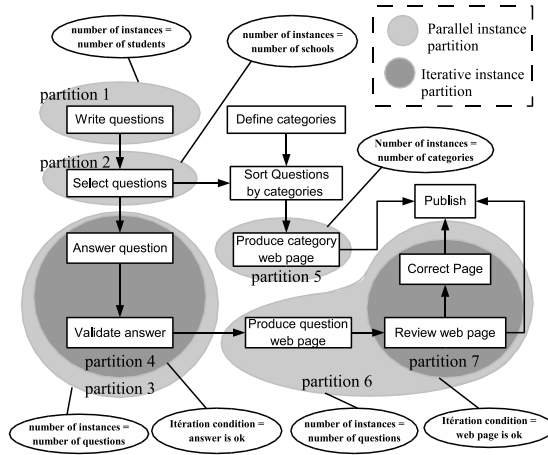 number of instances =
number of students
number of instances =
number of schools
Parallel instance
partition
Iterative instance
partition
partition 1
Write questions
Define categories
partition 2
Select questions
Sort Questions
by categories
Number of instances =
number of categories
Publish
Answer question
Produce category
web page
partition 5
Correct Page
Validate answer
Produce question
web page
Review web page
partition 4
partition 3
partition 7
partition 6
number of instances =
number of questions
Itération condition =
answer is ok
number of instances =
number of questions
Itération condition =
web page is ok